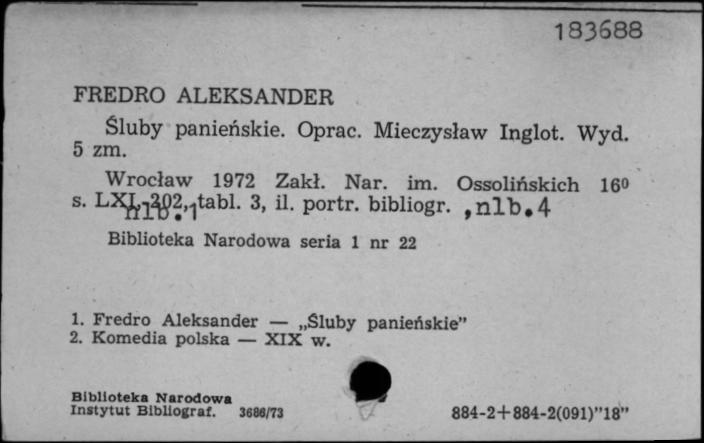 183688
FREDRO ALEKSANDER
Śluby panieńskie. Oprac. Mieczysław Inglot. Wyd.
5 zm.
Wrocław 1972 Zakł. Nar. im. Ossolińskich 16⁰
s. LXI, 202, tabl. 3, il. portr. bibliogr. ,nlb.4
nlb.1
Biblioteka Narodowa seria 1 nr 22
1. Fredro Aleksander — „Śluby panieńskie”
2. Komedia polska — XIX w.
Biblioteka Narodowa
Instytut Bibliograf. 3686/73 884-2+884-2(091)”18”